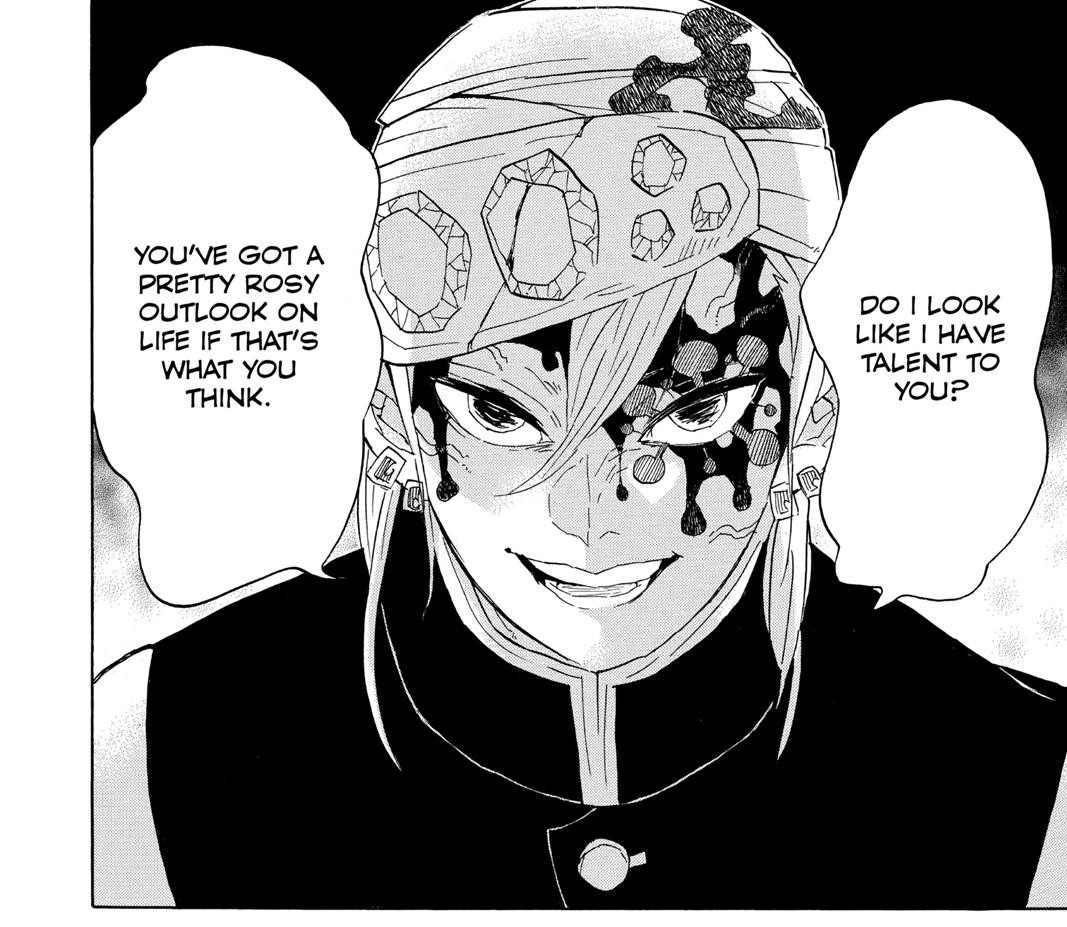 DO I LOOK
LIKE I HAVE
TALENT TO
YOU?
YOU'VE GOT A
PRETTY ROSY
OUTLOOK ON
LIFE IF THAT'S
WHAT YOU
THINK.